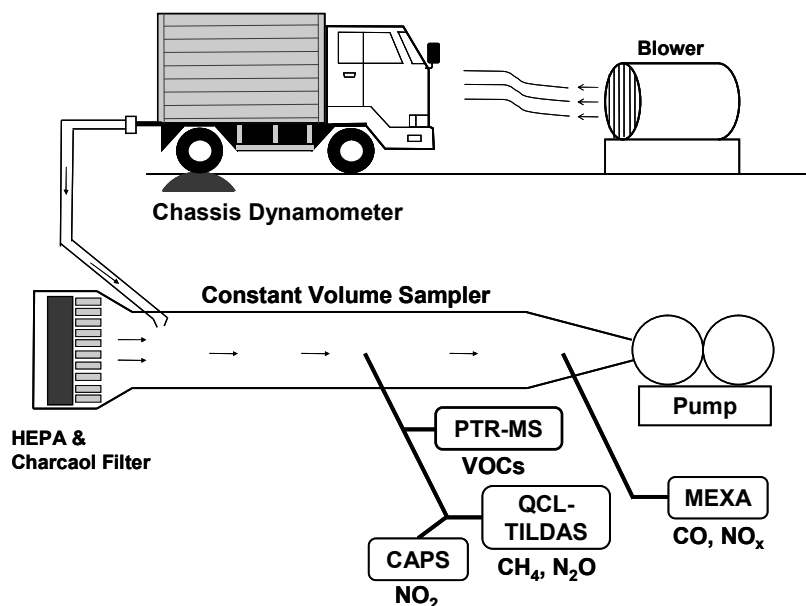 Blower
Chassis Dynamometer
Constant Volume Sampler
HEPA &
Charcaol Filter
Pump
PTR-MS
VOCs
QCL-
TILDAS
CH₄, N₂O
CAPS
NO₂
MEXA
CO, NOₓ